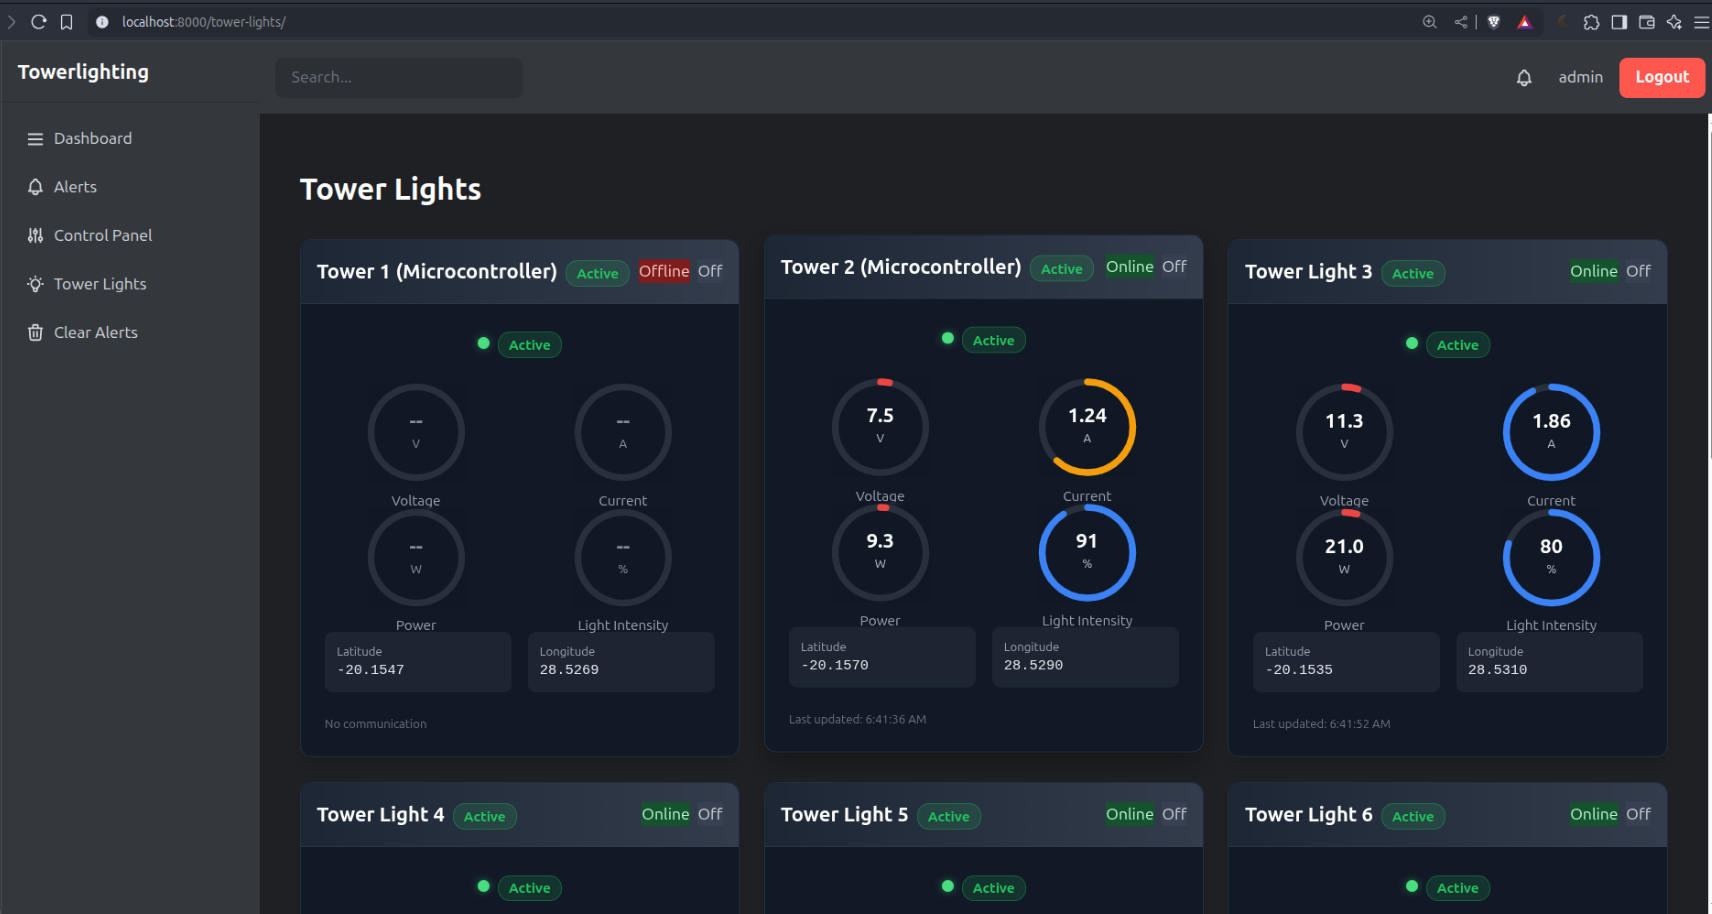 localhost:8000/tower-lights/
Towerlighting
Search...
admin
Logout
Dashboard
Alerts
Control Panel
Tower Lights
Clear Alerts
Tower Lights
Tower 1 (Microcontroller) Active Offline Off
Active
--
V
Voltage
--
A
Current
--
W
Power
--
%
Light Intensity
Latitude
-20.1547
Longitude
28.5269
No communication
Tower 2 (Microcontroller) Active Online Off
Active
7.5
V
Voltage
1.24
A
Current
9.3
W
Power
91
%
Light Intensity
Latitude
-20.1570
Longitude
28.5290
Last updated: 6:41:36 AM
Tower Light 3 Active Online Off
Active
11.3
V
Voltage
1.86
A
Current
21.0
W
Power
80
%
Light Intensity
Latitude
-20.1535
Longitude
28.5310
Last updated: 6:41:52 AM
Tower Light 4 Active Online Off
Active
Tower Light 5 Active Online Off
Active
Tower Light 6 Active Online Off
Active